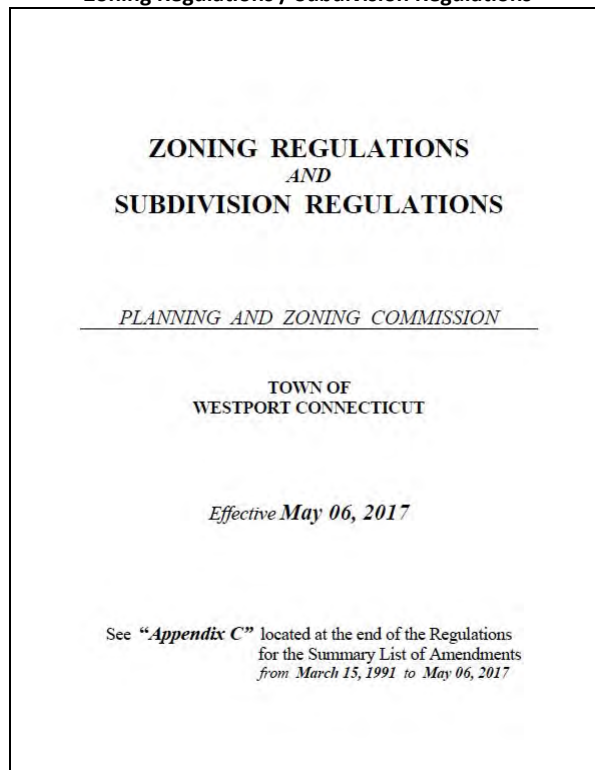 Zoning Regulations / Subdivision Regulations
ZONING REGULATIONS
AND
SUBDIVISION REGULATIONS
PLANNING AND ZONING COMMISSION
TOWN OF
WESTPORT CONNECTICUT
Effective May 06, 2017
See "Appendix C" located at the end of the Regulations
for the Summary List of Amendments
from March 15, 1991 to May 06, 2017